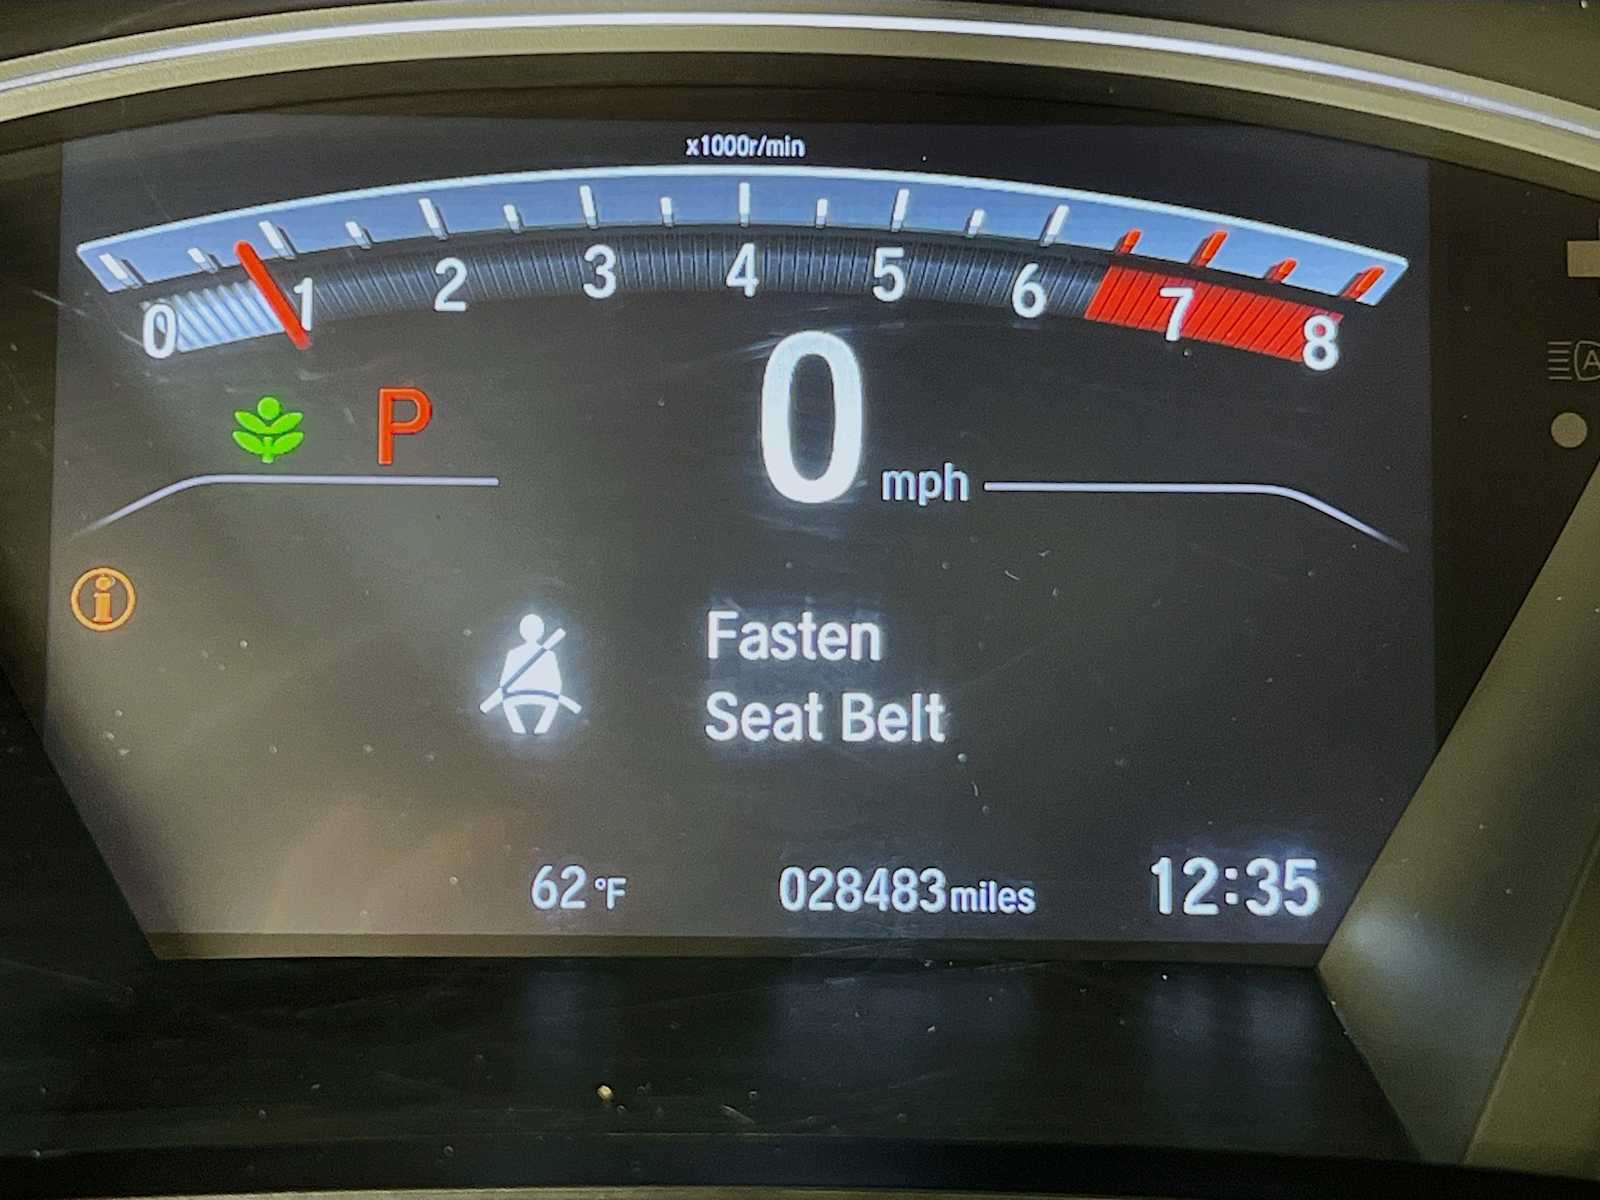 x1000r/min
0 1 2 3 4 5 6 7 8
P
0 mph
i
Fasten
Seat Belt
62 °F 028483 miles 12:35
A